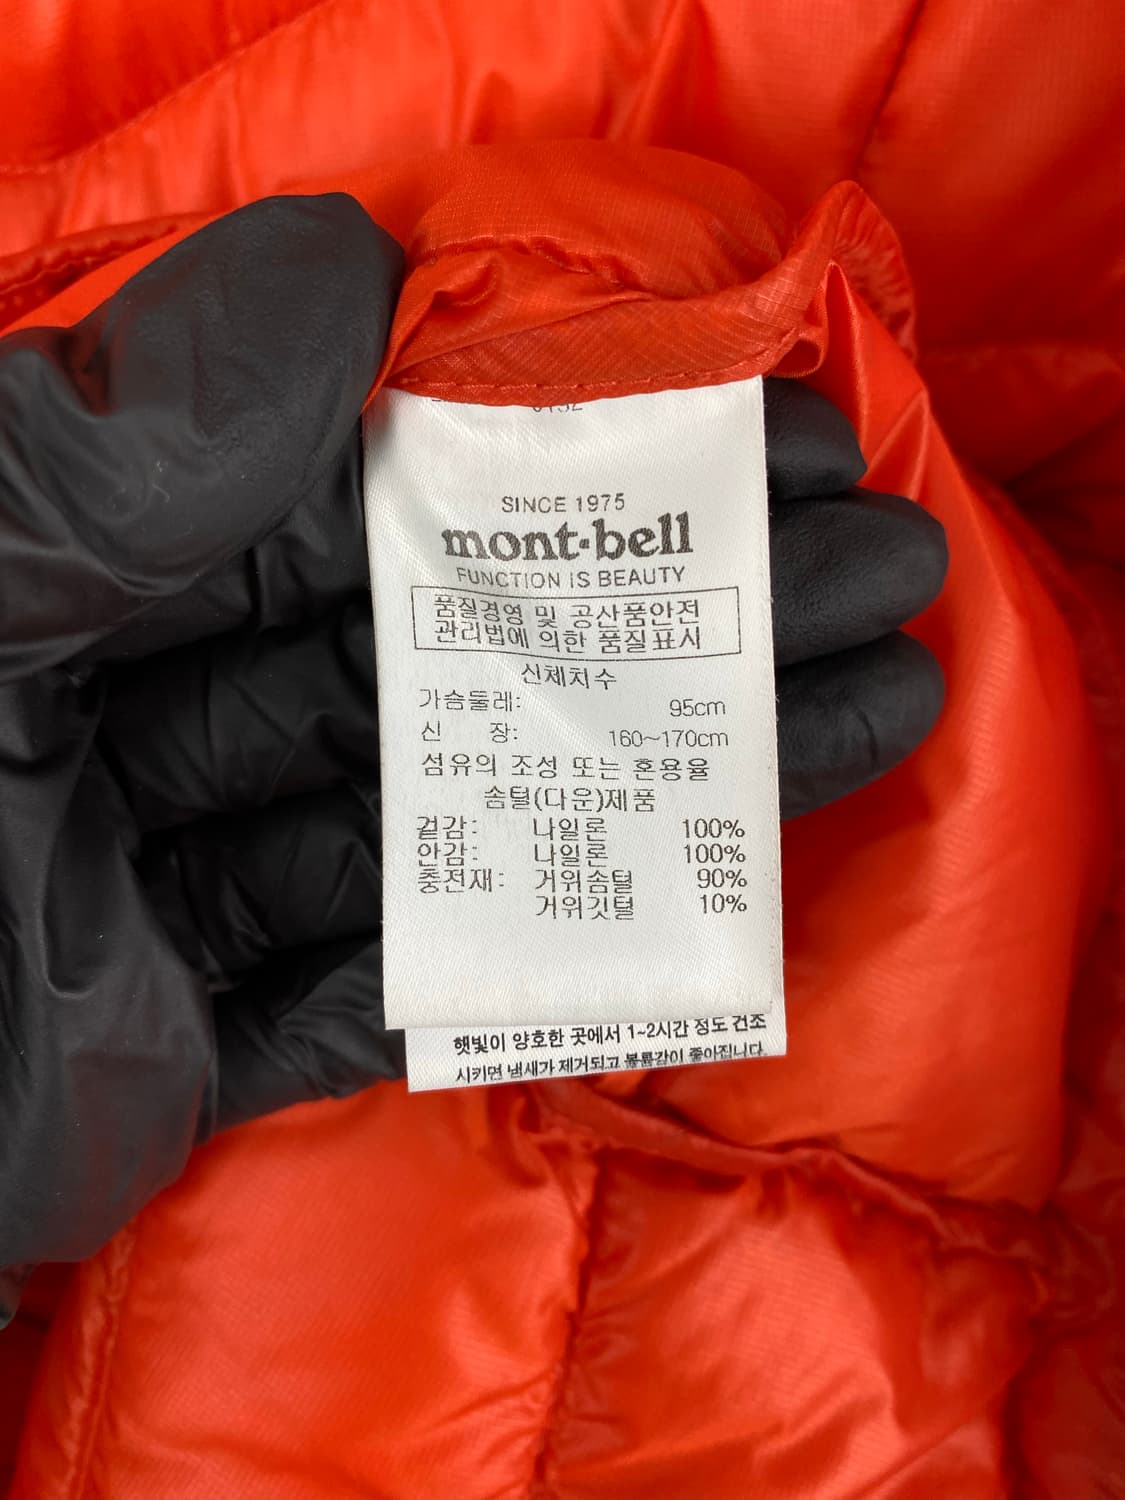 SINCE 1975
mont-bell
FUNCTION IS BEAUTY
품질경영 및 공산품안전
관리법에 의한 품질표시
신체치수
가슴둘레: 95cm
신 장: 160~170cm
섬유의 조성 또는 혼용율
솜털(다운)제품
겉감: 나일론 100%
안감: 나일론 100%
충전재: 거위솜털 90%
거위깃털 10%
햇빛이 양호한 곳에서 1~2시간 정도 건조
시키면 냄새가 제거되고 볼륨감이 좋아집니다.